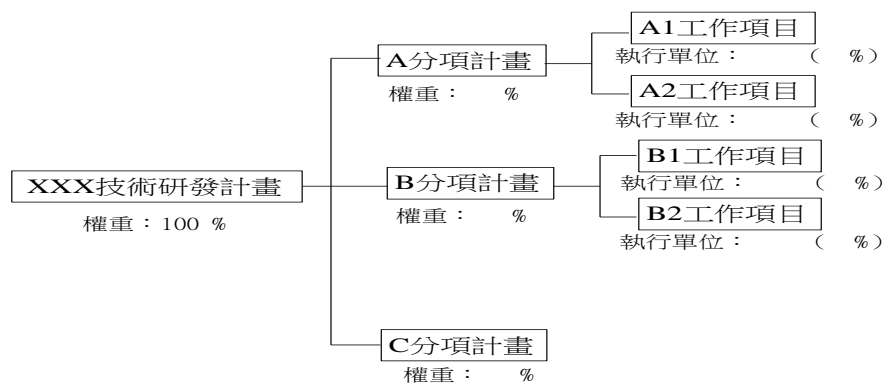 XXX技術研發計畫
權重：100 %
A分項計畫
權重： %
A1工作項目
執行單位： ( %)
A2工作項目
執行單位： ( %)
B分項計畫
權重： %
B1工作項目
執行單位： ( %)
B2工作項目
執行單位： ( %)
C分項計畫
權重： %